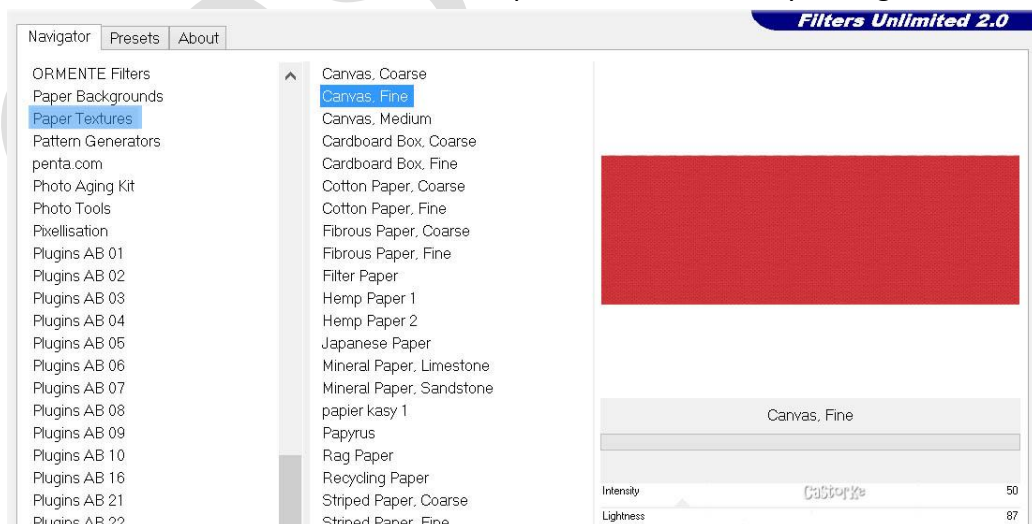 Filters Unlimited 2.0
Navigator
Presets
About
ORMENTE Filters
Paper Backgrounds
Paper Textures
Pattern Generators
penta.com
Photo Aging Kit
Photo Tools
Pixellisation
Plugins AB 01
Plugins AB 02
Plugins AB 03
Plugins AB 04
Plugins AB 05
Plugins AB 06
Plugins AB 07
Plugins AB 08
Plugins AB 09
Plugins AB 10
Plugins AB 16
Plugins AB 21
Plugins AB 22
Canvas, Coarse
Canvas, Fine
Canvas, Medium
Cardboard Box, Coarse
Cardboard Box, Fine
Cotton Paper, Coarse
Cotton Paper, Fine
Fibrous Paper, Coarse
Fibrous Paper, Fine
Filter Paper
Hemp Paper 1
Hemp Paper 2
Japanese Paper
Mineral Paper, Limestone
Mineral Paper, Sandstone
papier kasy 1
Papyrus
Rag Paper
Recycling Paper
Striped Paper, Coarse
Striped Paper, Fine
Canvas, Fine
Intensity 50
Lightness 87